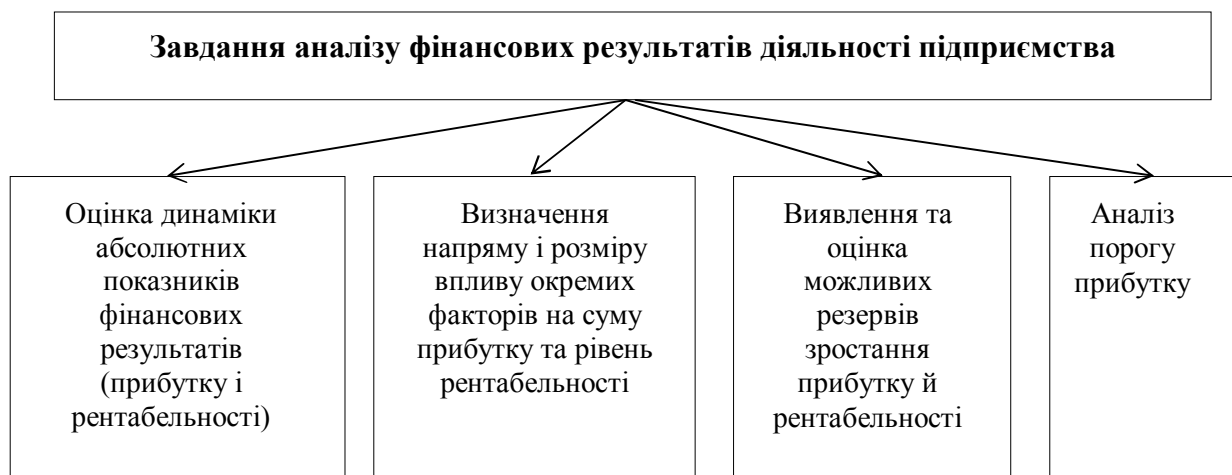 Завдання аналізу фінансових результатів діяльності підприємства
Оцінка динаміки
абсолютних
показників
фінансових
результатів
(прибутку і
рентабельності)
Визначення
напряму і розміру
впливу окремих
факторів на суму
прибутку та рівень
рентабельності
Виявлення та
оцінка
можливих
резервів
зростання
прибутку й
рентабельності
Аналіз
порогу
прибутку